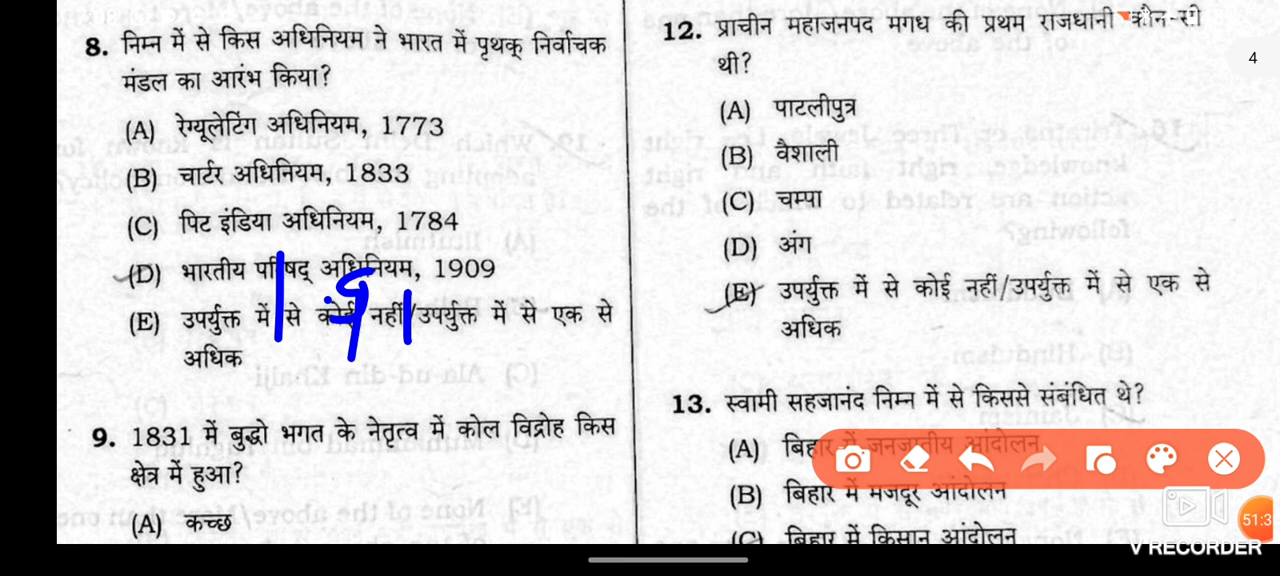 8. निम्न में से किस अधिनियम ने भारत में पृथक् निर्वाचक
मंडल का आरंभ किया?
(A) रेग्यूलेटिंग अधिनियम, 1773
(B) चार्टर अधिनियम, 1833
(C) पिट इंडिया अधिनियम, 1784
(D) भारतीय परिषद् अधिनियम, 1909
(E) उपर्युक्त में से कोई नहीं/उपर्युक्त में से एक से
अधिक
9. 1831 में बुद्धो भगत के नेतृत्व में कोल विद्रोह किस
क्षेत्र में हुआ?
(A) कच्छ
12. प्राचीन महाजनपद मगध की प्रथम राजधानी कौन सी
थी?
(A) पाटलीपुत्र
(B) वैशाली
(C) चम्पा
(D) अंग
(E) उपर्युक्त में से कोई नहीं/उपर्युक्त में से एक से
अधिक
13. स्वामी सहजानंद निम्न में से किससे संबंधित थे?
(A) बिहार में जनजातीय आंदोलन
(B) बिहार में मजदूर आंदोलन
(C) बिहार में किसान आंदोलन
4
51:3
V RECORDER